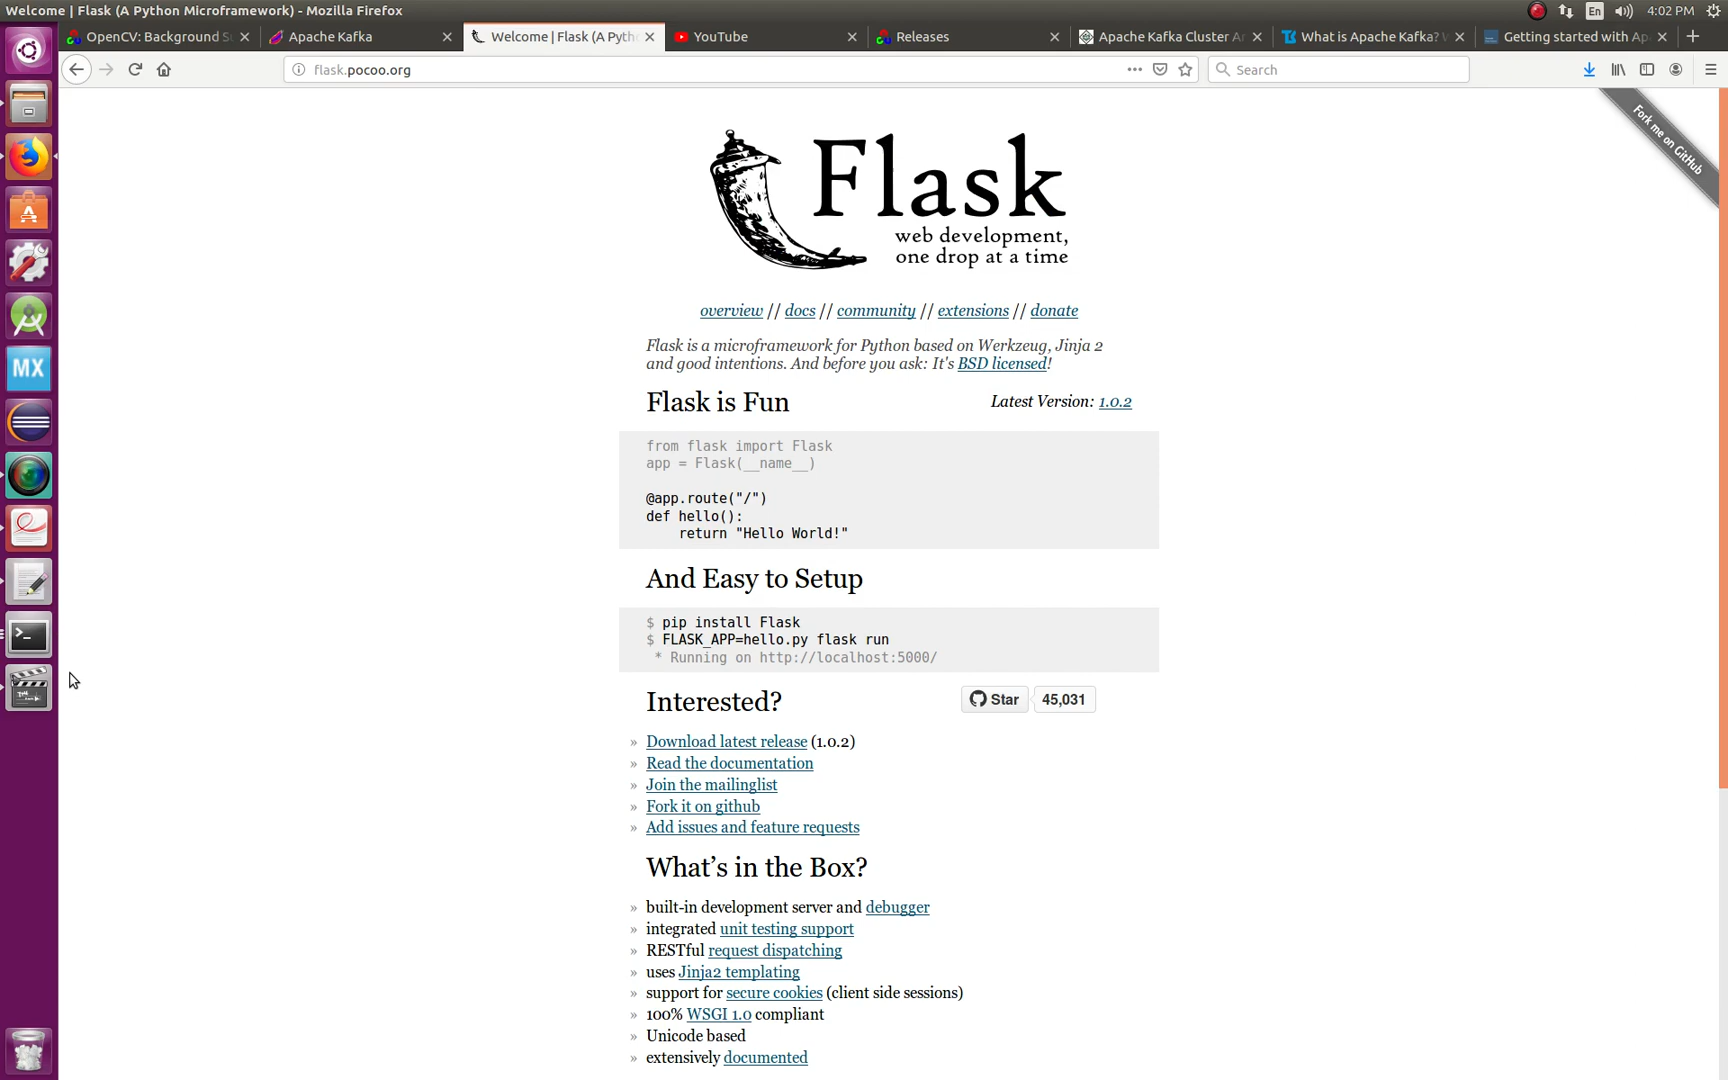 Welcome | Flask (A Python Microframework) - Mozilla Firefox
En
4:02 PM
OpenCV: Background Su
Apache Kafka
Welcome | Flask (A Pytho
YouTube
Releases
Apache Kafka Cluster Ar
What is Apache Kafka? W
Getting started with Apa
flask.pocoo.org
Search
Fork me on GitHub
Flask
web development,
one drop at a time
overview // docs // community // extensions // donate
Flask is a microframework for Python based on Werkzeug, Jinja 2
and good intentions. And before you ask: It's BSD licensed!
Flask is Fun
Latest Version: 1.0.2
from flask import Flask
app = Flask(__name__)
@app.route("/")
def hello():
return "Hello World!"
And Easy to Setup
$ pip install Flask
$ FLASK_APP=hello.py flask run
* Running on http://localhost:5000/
Interested?
Star 45,031
» Download latest release (1.0.2)
» Read the documentation
» Join the mailinglist
» Fork it on github
» Add issues and feature requests
What's in the Box?
» built-in development server and debugger
» integrated unit testing support
» RESTful request dispatching
» uses Jinja2 templating
» support for secure cookies (client side sessions)
» 100% WSGI 1.0 compliant
» Unicode based
» extensively documented
MX
>_